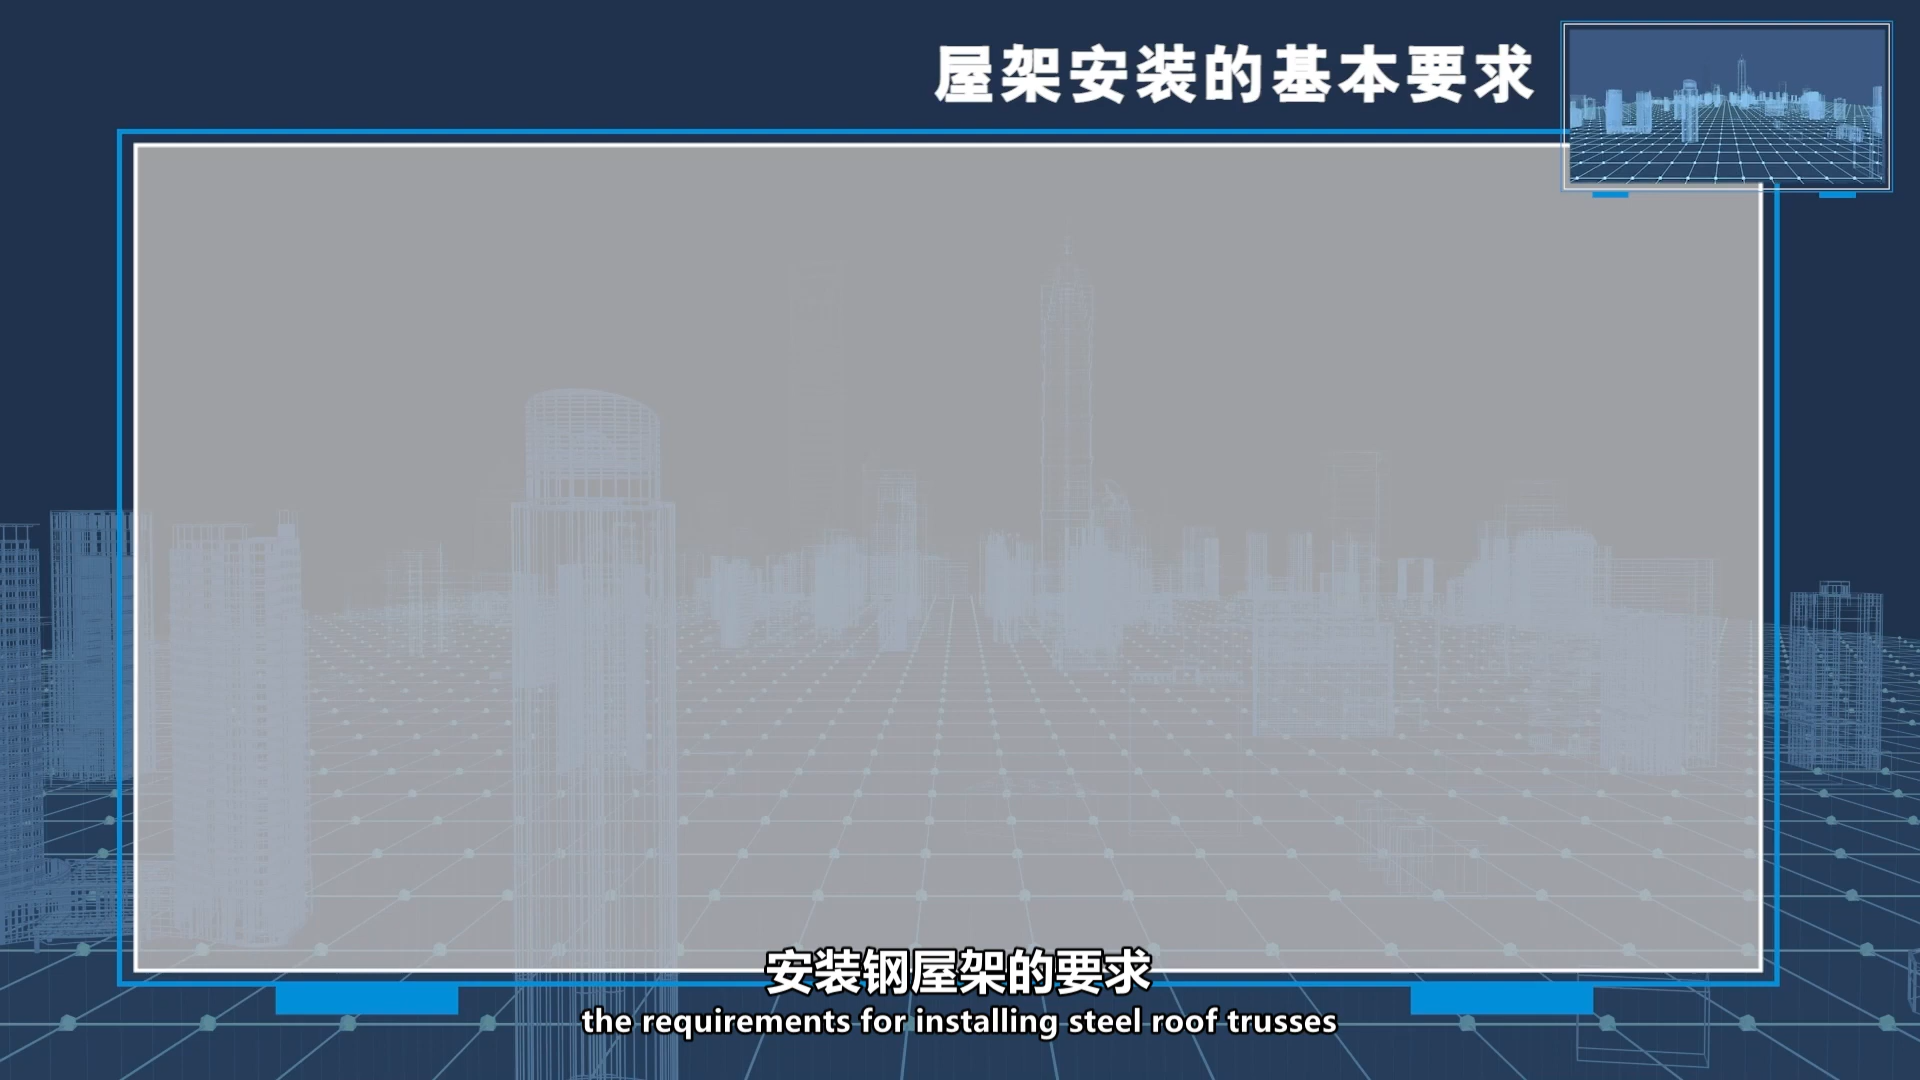 屋架安装的基本要求
安装钢屋架的要求
the requirements for installing steel roof trusses